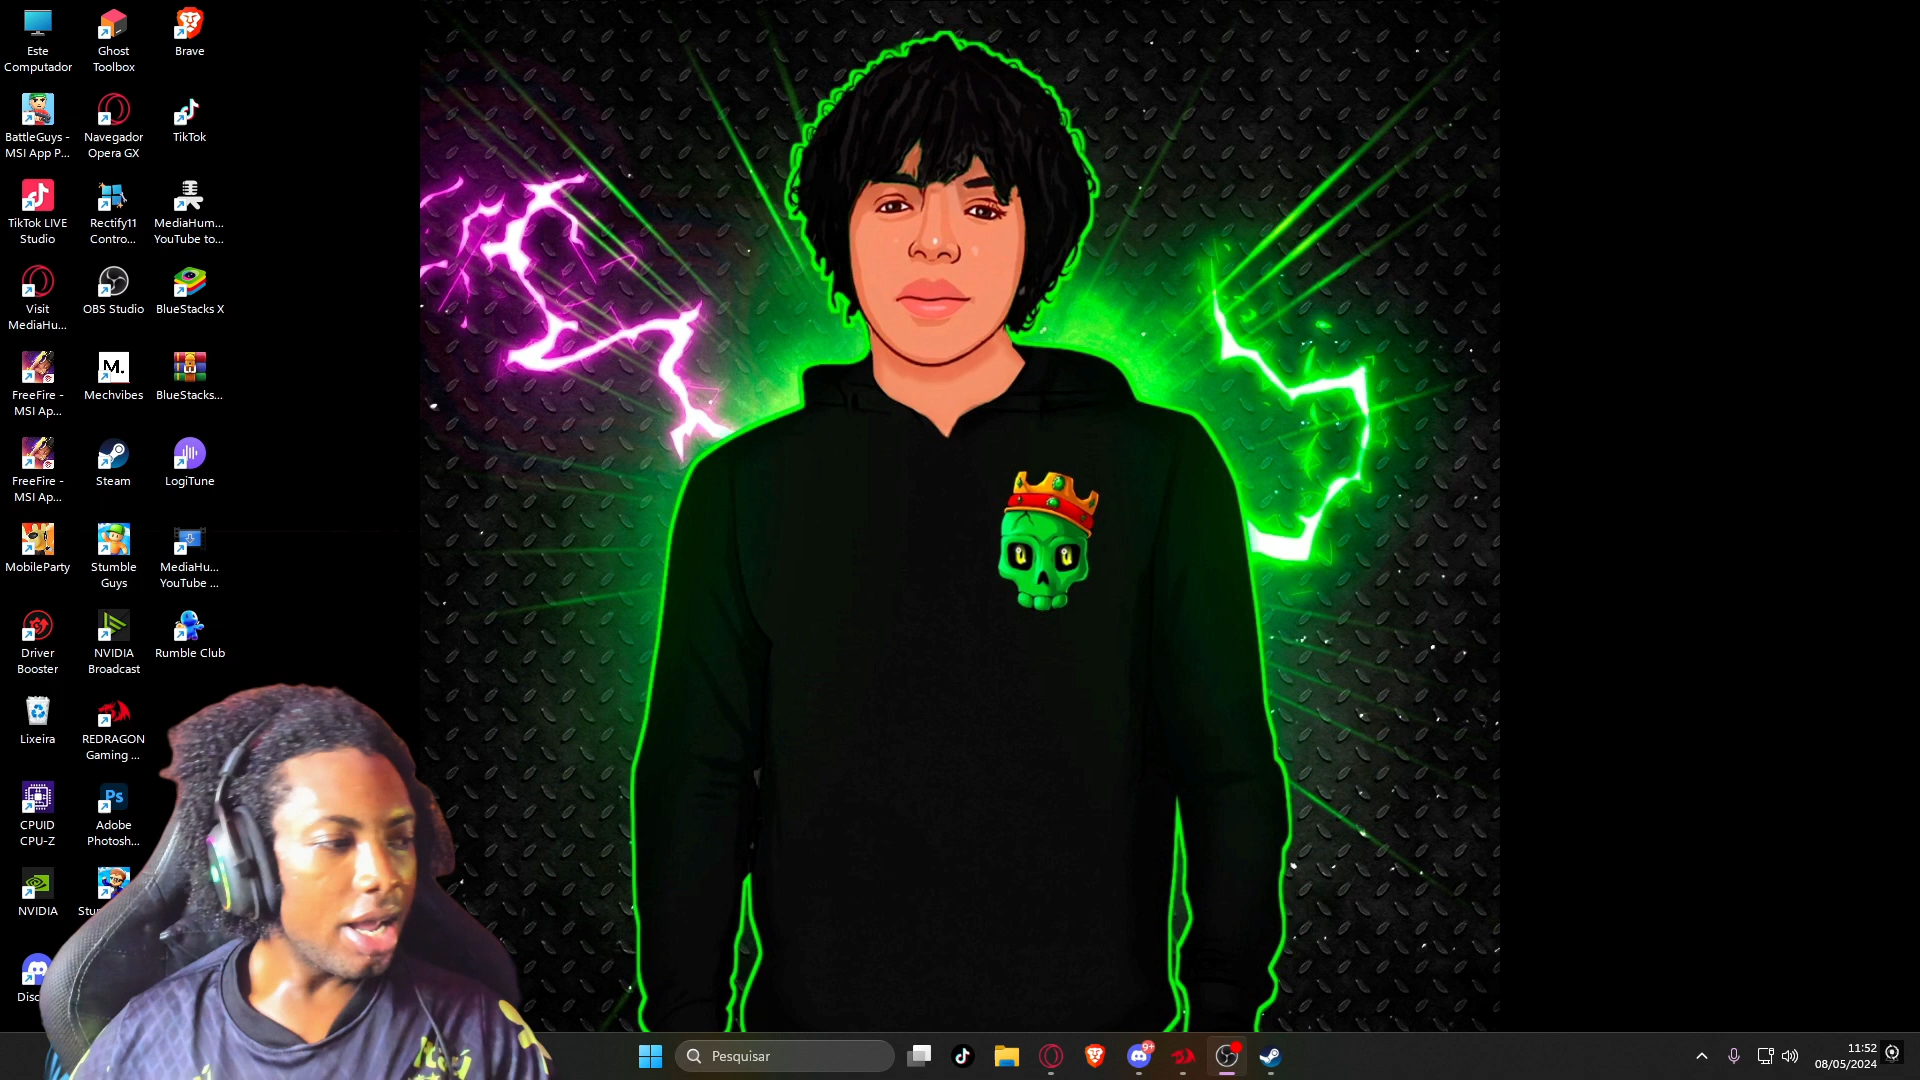 Este
Computador
Ghost
Toolbox
Brave
BattleGuys -
MSI App P...
Navegador
Opera GX
TikTok
TikTok LIVE
Studio
Rectify11
Contro...
MediaHum...
YouTube to...
Visit
MediaHu...
OBS Studio
BlueStacks X
FreeFire -
MSI Ap...
M.
Mechvibes
BlueStacks...
FreeFire -
MSI Ap...
Steam
LogiTune
MobileParty
Stumble
Guys
MediaHu...
YouTube ...
Driver
Booster
NVIDIA
Broadcast
Rumble Club
Lixeira
REDRAGON
Gaming ...
CPUID
CPU-Z
Ps
Adobe
Photosh...
NVIDIA
Pesquisar
9+
11:52
08/05/2024